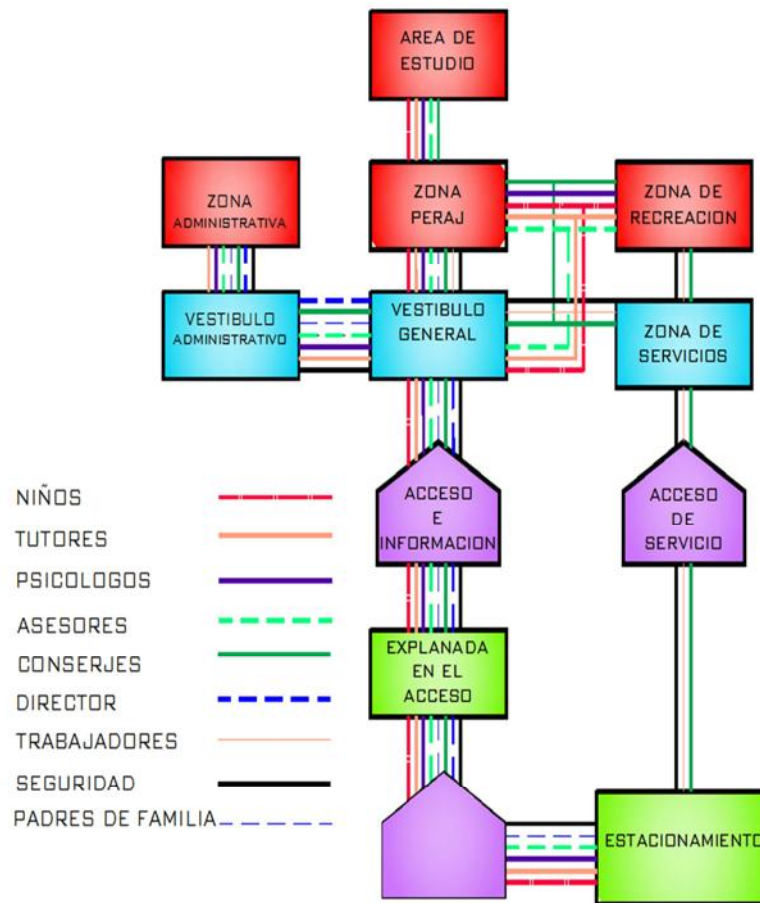 AREA DE
ESTUDIO
ZONA
ADMINISTRATIVA
ZONA
PERAJ
ZONA DE
RECREACION
VESTIBULO
ADMINISTRATIVO
VESTIBULO
GENERAL
ZONA DE
SERVICIOS
ACCESO
E
INFORMACION
ACCESO
DE
SERVICIO
EXPLANADA
EN EL
ACCESO
ESTACIONAMIENTO
NIÑOS
TUTORES
PSICOLOGOS
ASESORES
CONSERJES
DIRECTOR
TRABAJADORES
SEGURIDAD
PADRES DE FAMILIA